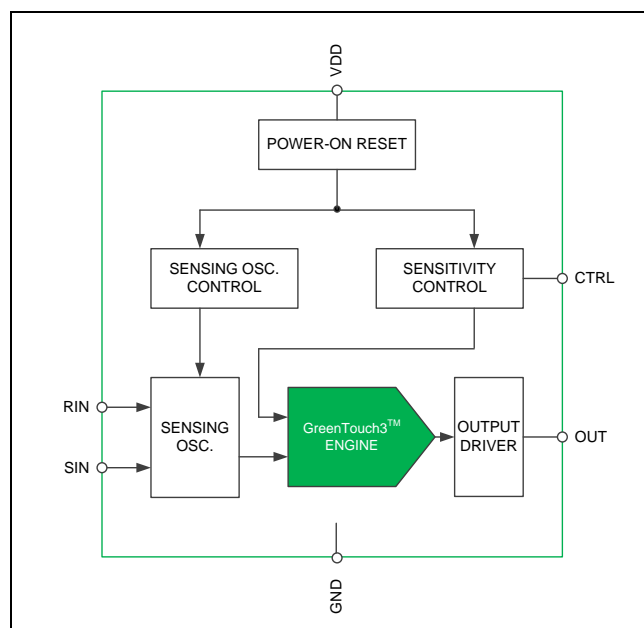 VDD
POWER-ON RESET
SENSING OSC.
CONTROL
SENSITIVITY
CONTROL
CTRL
RIN
SIN
SENSING
OSC.
GreenTouch3™
ENGINE
OUTPUT
DRIVER
OUT
GND